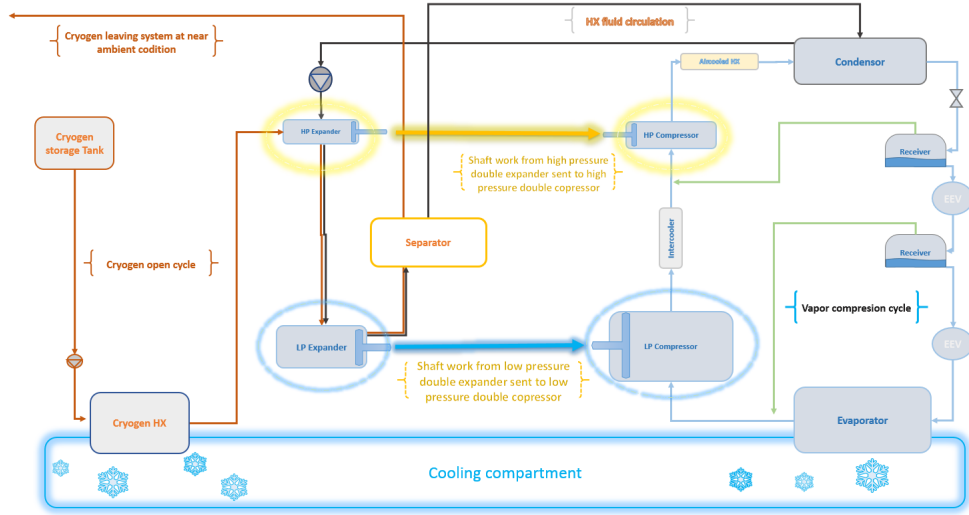 HX fluid circulation
Cryogen leaving system at near
ambient codition
Aircooled HX
Condensor
HP Expander
HP Compressor
Cryogen
storage Tank
Receiver
Shaft work from high pressure
double expander sent to high
pressure double copressor
EEV
Separator
Intercooler
Receiver
Cryogen open cycle
Vapor compresion cycle
LP Expander
LP Compressor
EEV
Shaft work from low pressure
double expander sent to low
pressure double copressor
Cryogen HX
Evaporator
Cooling compartment